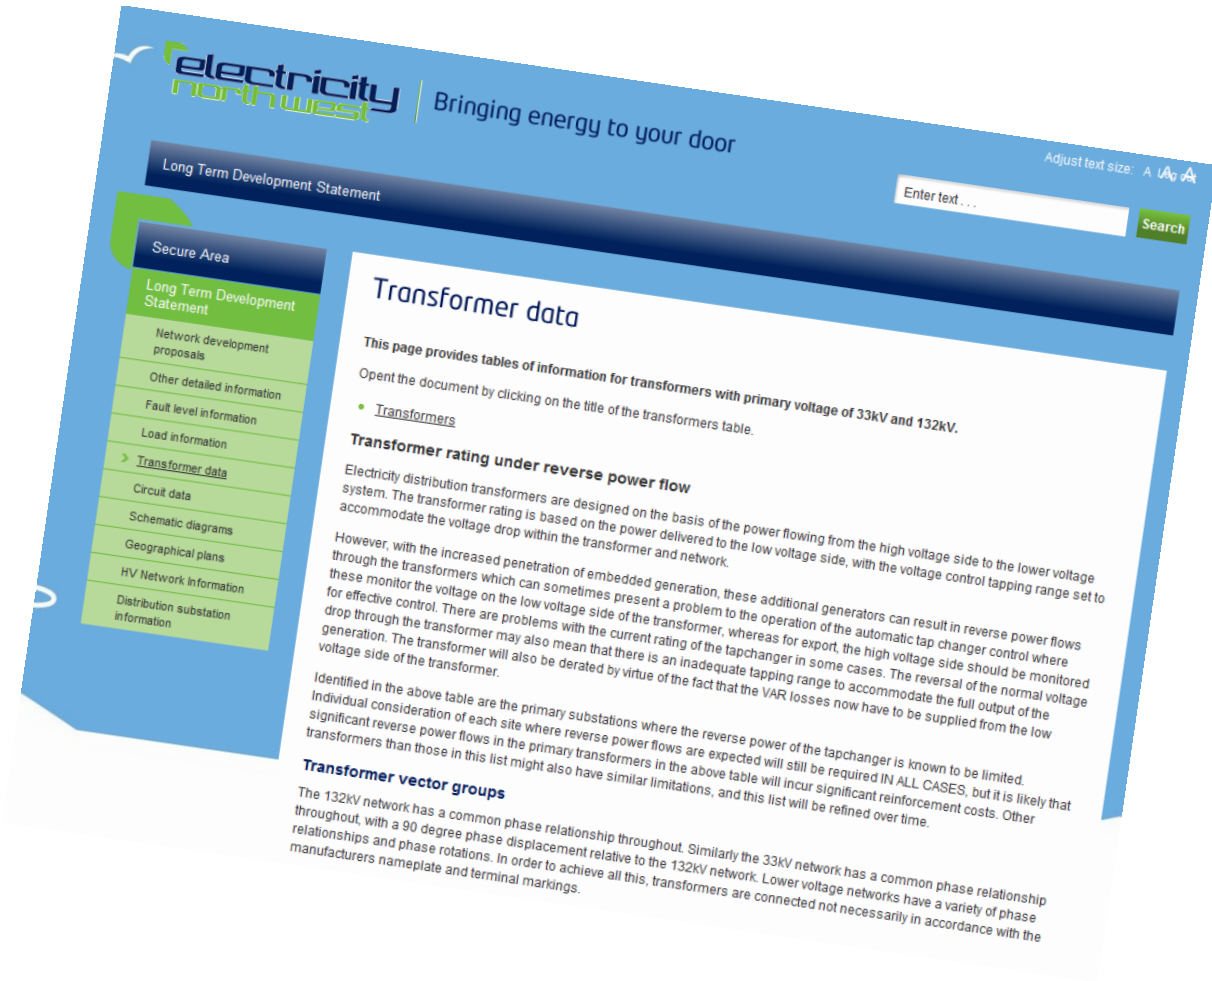 electricity
north west
Bringing energy to your door
Adjust text size: A A A
Enter text . . .
Search
Long Term Development Statement
Secure Area
Long Term Development
Statement
Network development
proposals
Other detailed information
Fault level information
Load information
Transformer data
Circuit data
Schematic diagrams
Geographical plans
HV Network Information
Distribution substation
information
Transformer data
This page provides tables of information for transformers with primary voltage of 33kV and 132kV.
Opent the document by clicking on the title of the transformers table.
Transformers
Transformer rating under reverse power flow
Electricity distribution transformers are designed on the basis of the power flowing from the high voltage side to the lower voltage
system. The transformer rating is based on the power delivered to the low voltage side, with the voltage control tapping range set to
accommodate the voltage drop within the transformer and network.
However, with the increased penetration of embedded generation, these additional generators can result in reverse power flows
through the transformers which can sometimes present a problem to the operation of the automatic tap changer control where
these monitor the voltage on the low voltage side of the transformer, whereas for export, the high voltage side should be monitored
for effective control. There are problems with the current rating of the tapchanger in some cases. The reversal of the normal voltage
drop through the transformer may also mean that there is an inadequate tapping range to accommodate the full output of the
generation. The transformer will also be derated by virtue of the fact that the VAR losses now have to be supplied from the low
voltage side of the transformer.
Identified in the above table are the primary substations where the reverse power of the tapchanger is known to be limited.
Individual consideration of each site where reverse power flows are expected will still be required IN ALL CASES, but it is likely that
significant reverse power flows in the primary transformers in the above table will incur significant reinforcement costs. Other
transformers than those in this list might also have similar limitations, and this list will be refined over time.
Transformer vector groups
The 132kV network has a common phase relationship throughout. Similarly the 33kV network has a common phase relationship
throughout, with a 90 degree phase displacement relative to the 132kV network. Lower voltage networks have a variety of phase
relationships and phase rotations. In order to achieve all this, transformers are connected not necessarily in accordance with the
manufacturers nameplate and terminal markings.